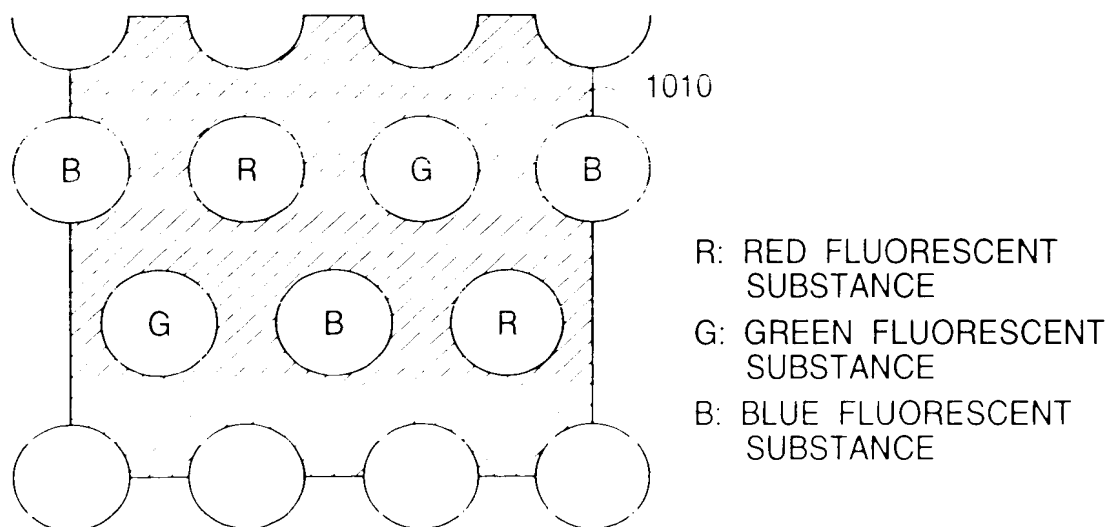 1010
B R G B
G B R
R: RED FLUORESCENT
SUBSTANCE
G: GREEN FLUORESCENT
SUBSTANCE
B: BLUE FLUORESCENT
SUBSTANCE